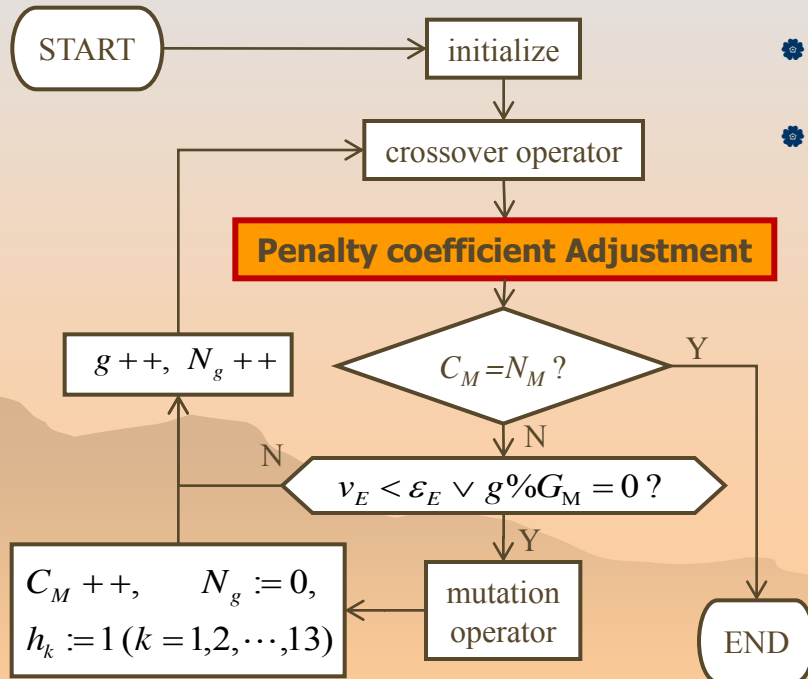 START
initialize
crossover operator
Penalty coefficient Adjustment
g ++, N_g ++
C_M =N_M ?
Y
N
N
v_E < ε_E ∨ g%G_M = 0 ?
Y
C_M ++, N_g := 0,
h_k := 1 (k = 1,2,⋯,13)
mutation
operator
END